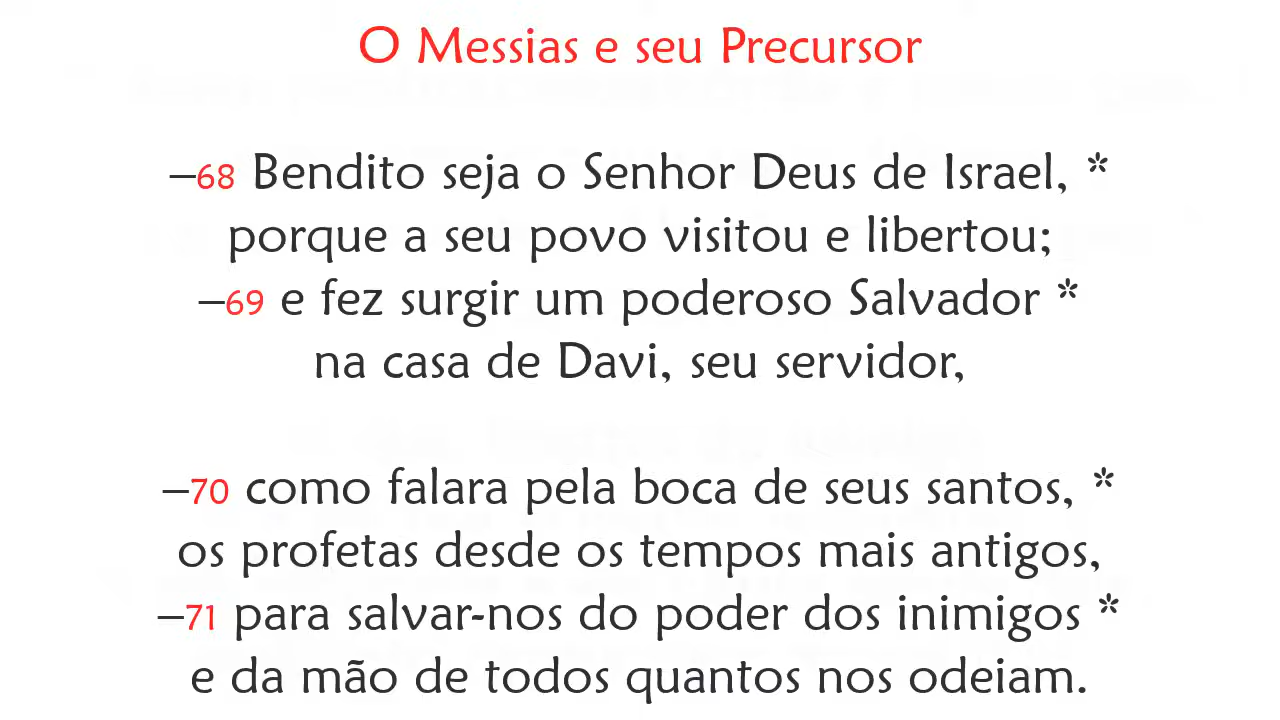 O Messias e seu Precursor
–68 Bendito seja o Senhor Deus de Israel, *
porque a seu povo visitou e libertou;
–69 e fez surgir um poderoso Salvador *
na casa de Davi, seu servidor,
–70 como falara pela boca de seus santos, *
os profetas desde os tempos mais antigos,
–71 para salvar-nos do poder dos inimigos *
e da mão de todos quantos nos odeiam.